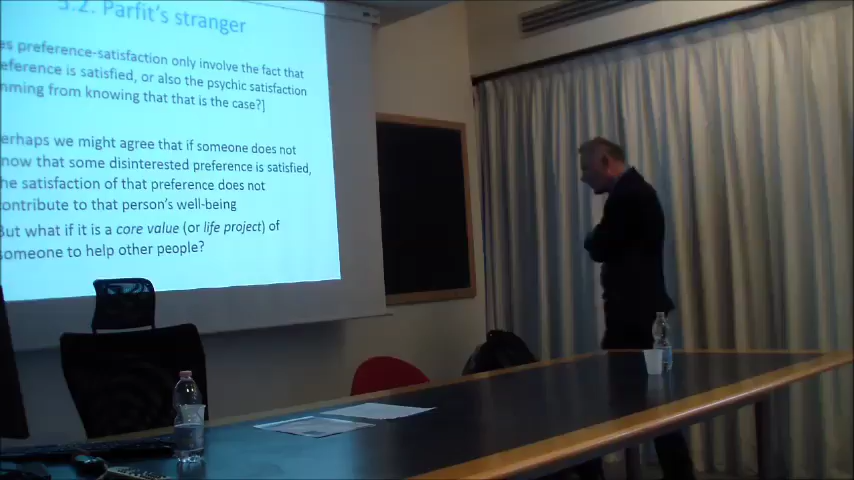 3.2. Parfit's stranger
es preference-satisfaction only involve the fact that
eference is satisfied, or also the psychic satisfaction
mming from knowing that that is the case?]
erhaps we might agree that if someone does not
now that some disinterested preference is satisfied,
he satisfaction of that preference does not
ontribute to that person's well-being
But what if it is a core value (or life project) of
someone to help other people?